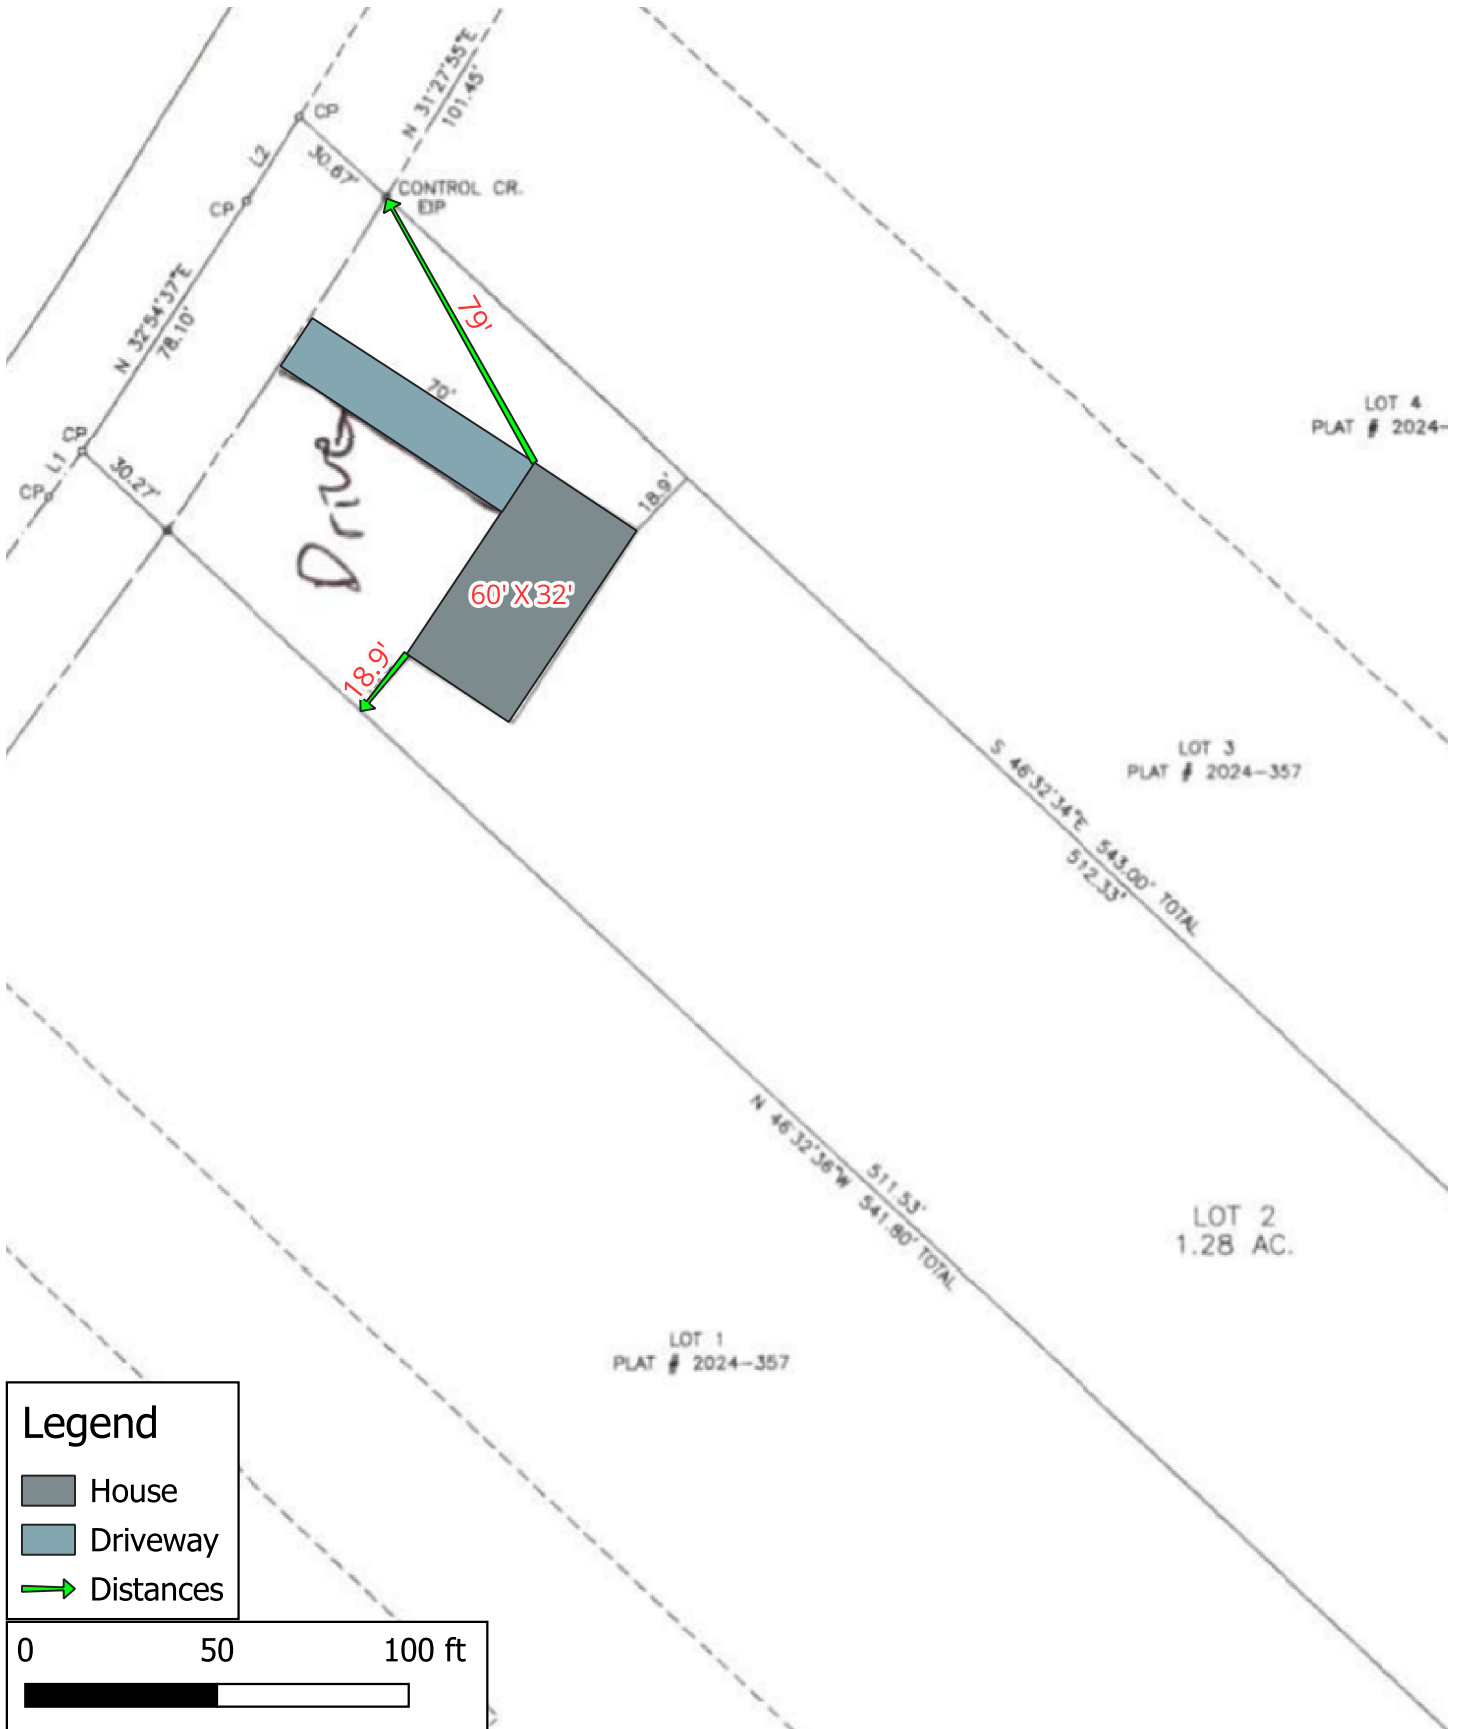 N 31°27'55"E
101.45'
CP
L2
30.67'
CONTROL CR.
EIP
CP
N 32°54'37"E
78.10'
79'
70'
LOT 4
PLAT # 2024-
CP
L1
30.27'
CP
Drive
18.9'
60' X 32'
18.9'
LOT 3
PLAT # 2024-357
S 46°32'34"E 543.00' TOTAL
512.33'
511.53'
N 46°32'36"W 541.80' TOTAL
LOT 2
1.28 AC.
LOT 1
PLAT # 2024-357
Legend
House
Driveway
Distances
0 50 100 ft